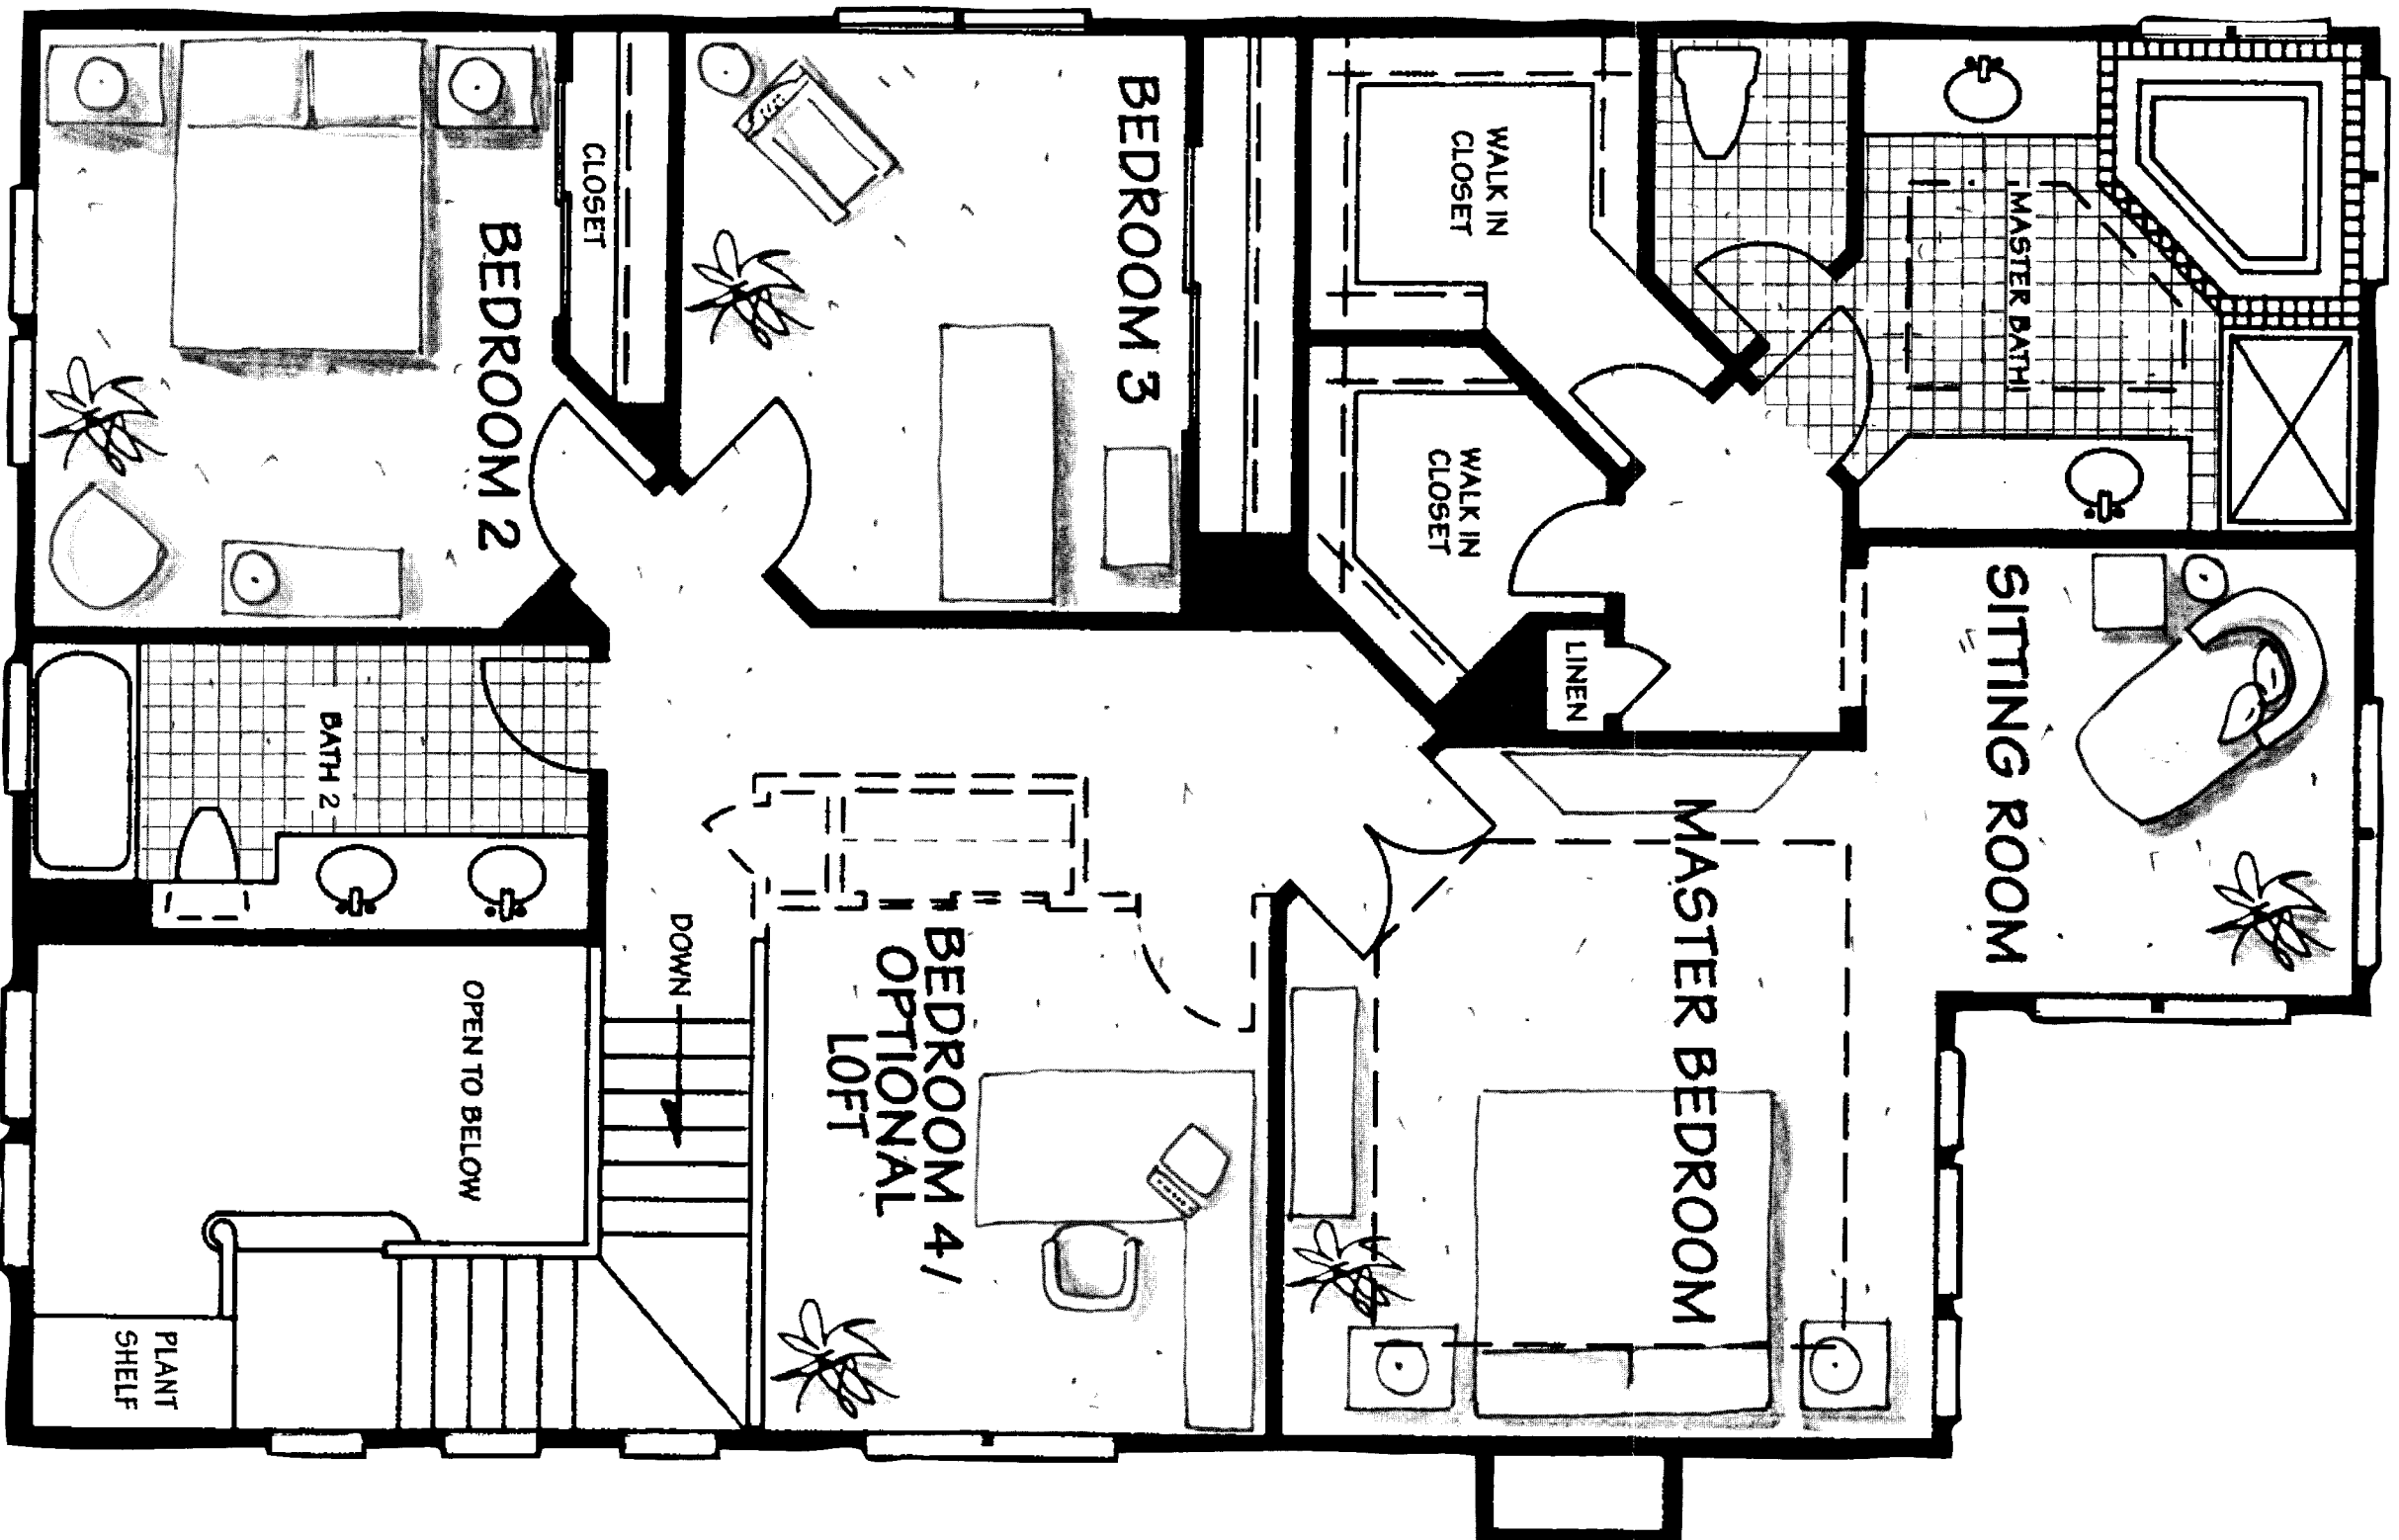 BEDROOM 2
CLOSET
BEDROOM 3
WALK IN
CLOSET
WALK IN
CLOSET
MASTER BATH
LINEN
SITTING ROOM
BATH 2
MASTER BEDROOM
BEDROOM 4 /
OPTIONAL
LOFT
DOWN
OPEN TO BELOW
PLANT
SHELF